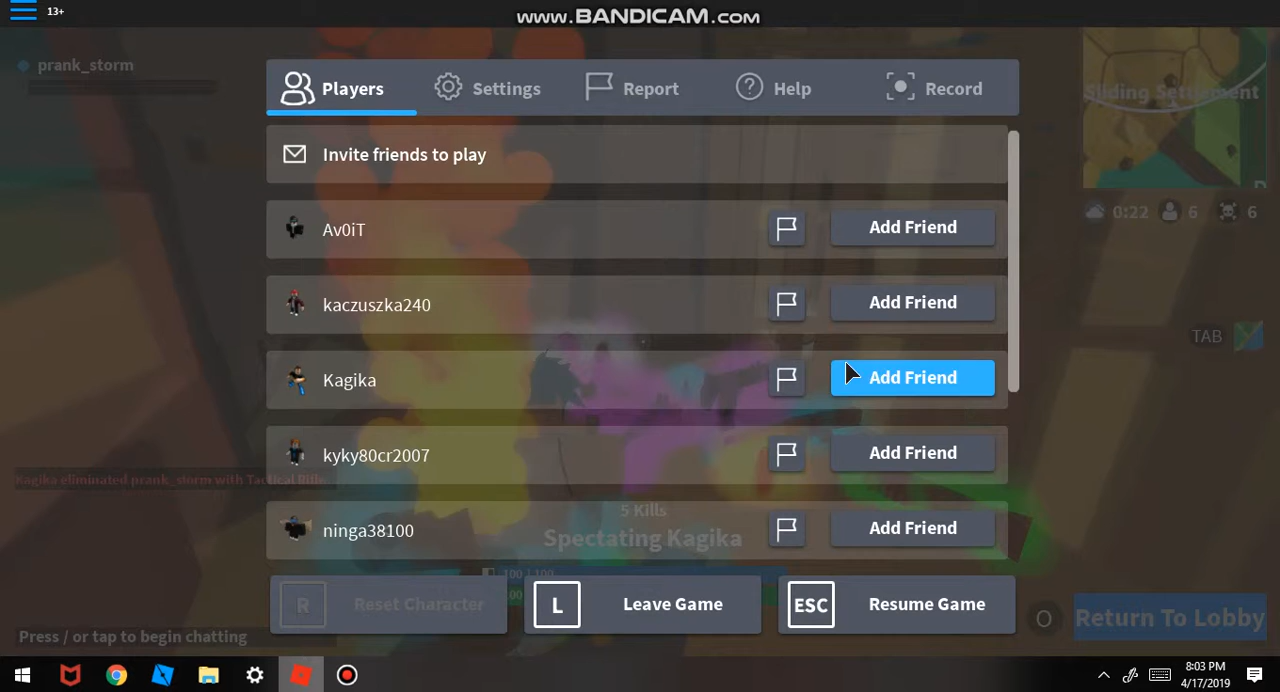 13+
www.BANDICAM.com
prank_storm
Players
Settings
Report
Help
Record
Sliding Settlement
Invite friends to play
Av0iT
Add Friend
0:22
6
6
kaczuszka240
Add Friend
TAB
Kagika
Add Friend
kyky80cr2007
Add Friend
Kagika eliminated prank_storm with Tactical Rifle
5 Kills
Spectating Kagika
ninga38100
Add Friend
100 | 100
R
Reset Character
L
Leave Game
ESC
Resume Game
O
Return To Lobby
Press / or tap to begin chatting
8:03 PM
4/17/2019